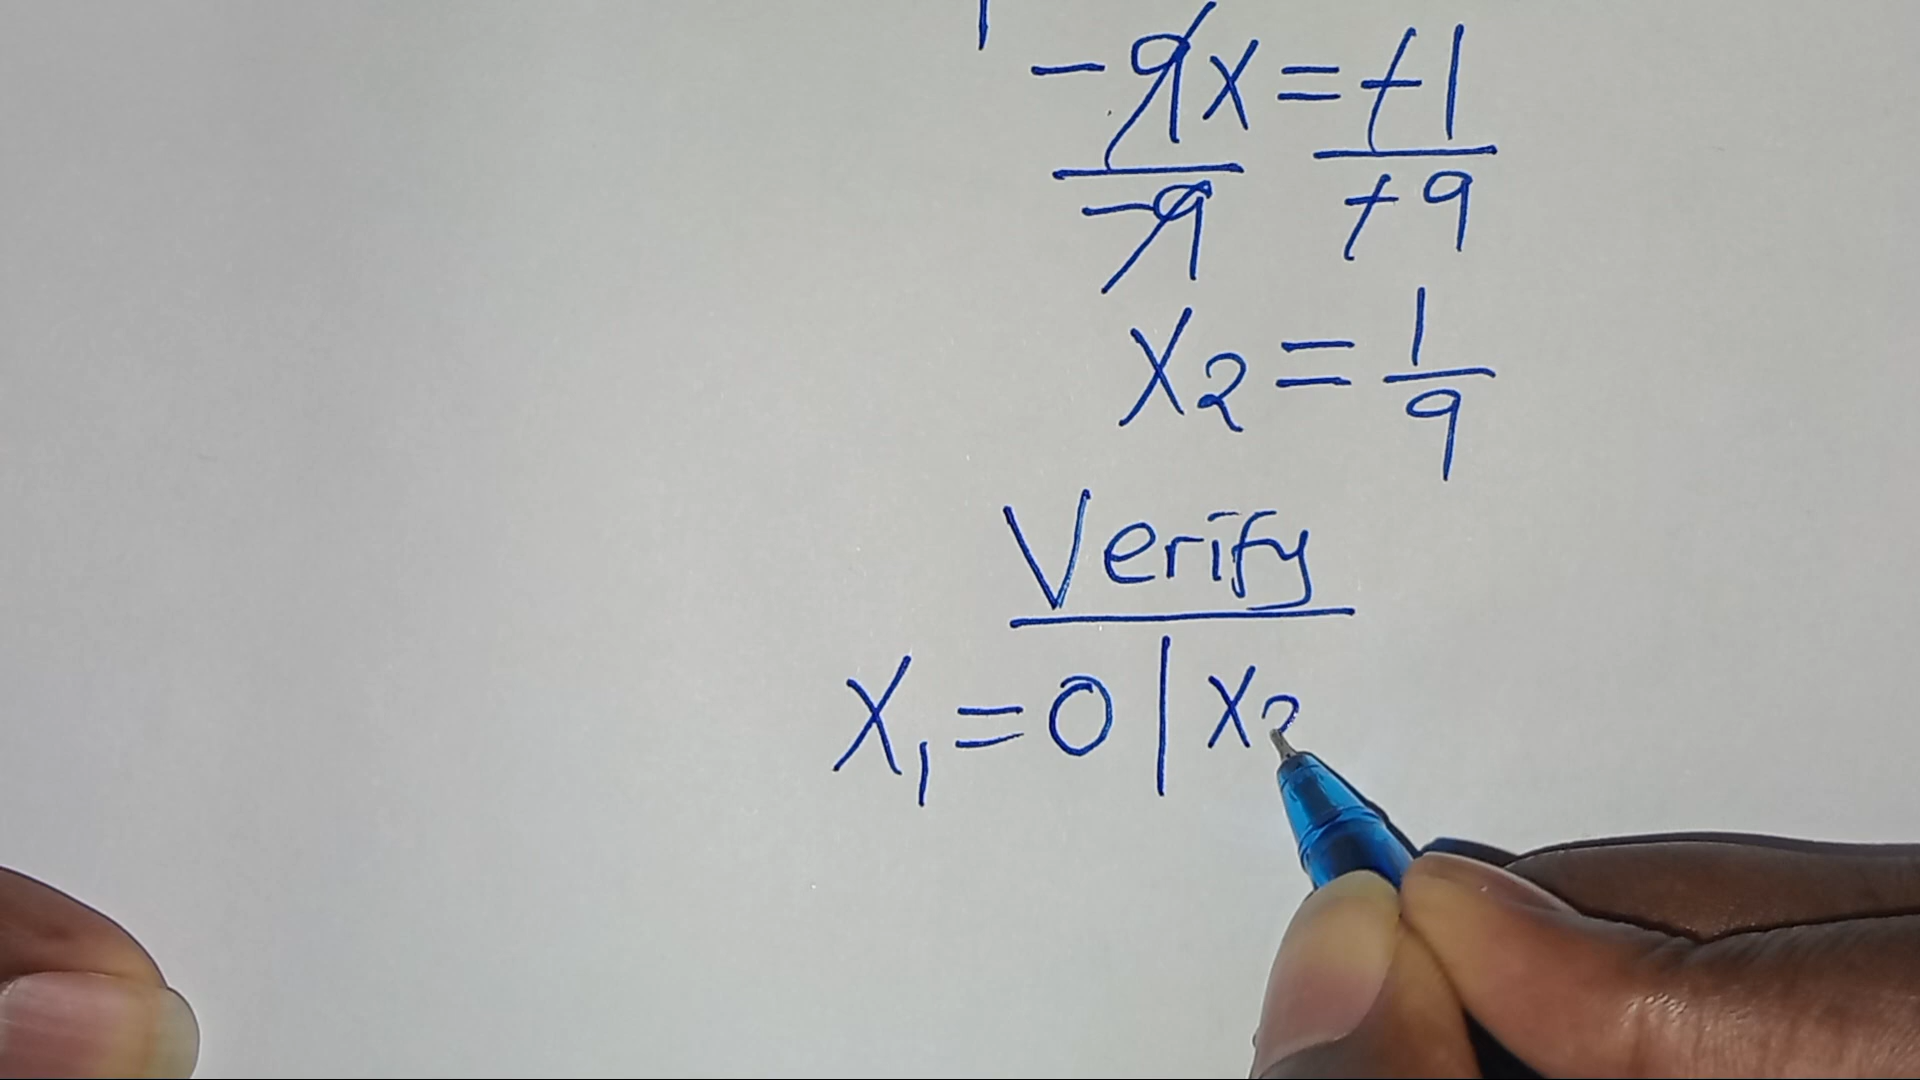 -9x = -1
-9 -9
x2 = 1/9
Verify
x1 = 0 | x2